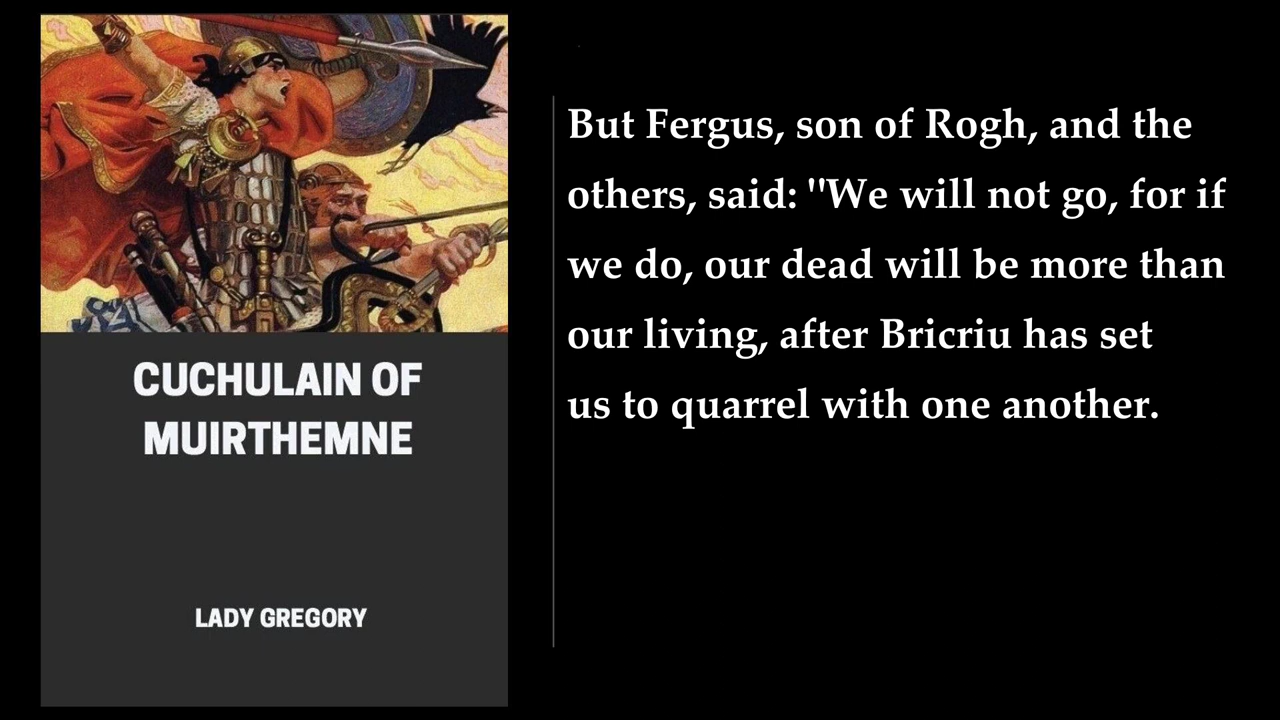 CUCHULAIN OF
MUIRTHEMNE
LADY GREGORY
But Fergus, son of Rogh, and the
others, said: "We will not go, for if
we do, our dead will be more than
our living, after Bricriu has set
us to quarrel with one another.